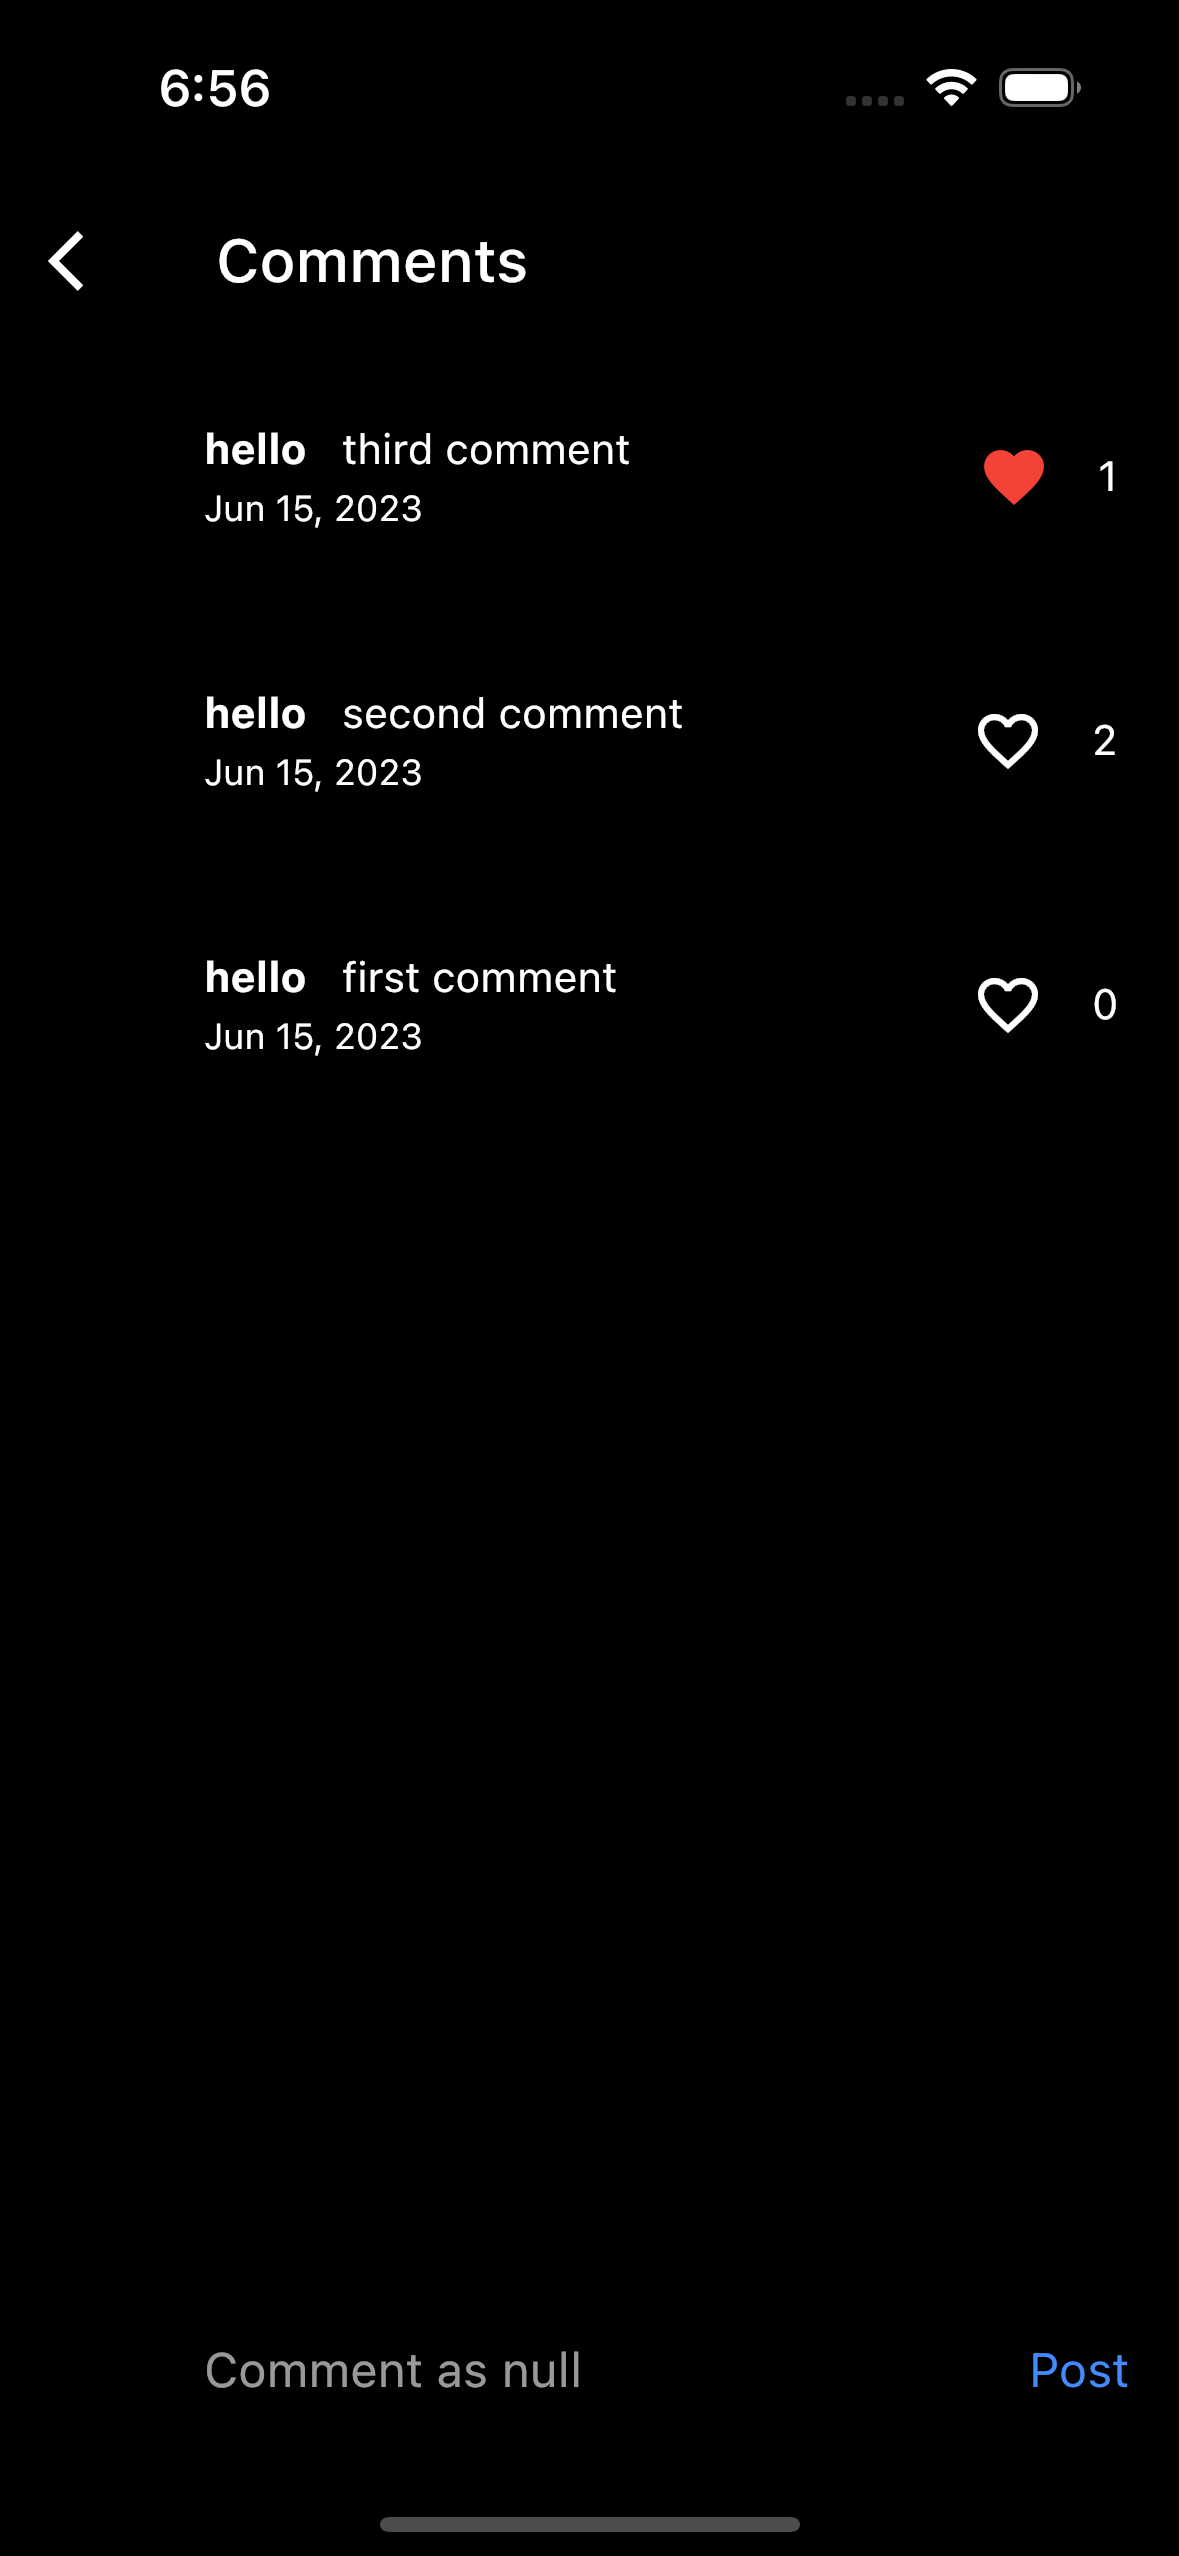 6:56
Comments
hello third comment
1
Jun 15, 2023
hello second comment
2
Jun 15, 2023
hello first comment
0
Jun 15, 2023
Comment as null
Post